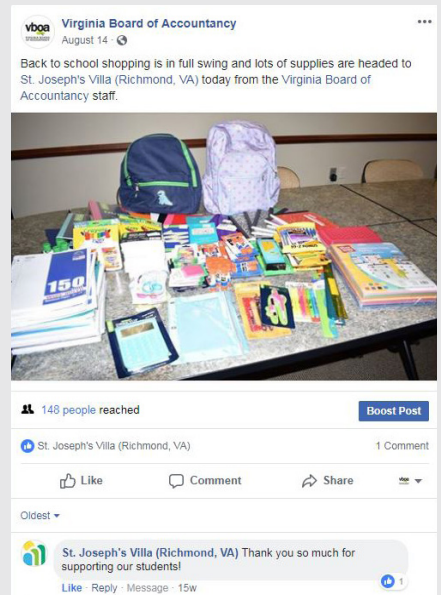 vboa
Virginia Board of Accountancy
August 14 ·
Back to school shopping is in full swing and lots of supplies are headed to
St. Joseph's Villa (Richmond, VA) today from the Virginia Board of
Accountancy staff.
150
148 people reached
Boost Post
St. Joseph's Villa (Richmond, VA)
1 Comment
Like
Comment
Share
vboa
Oldest
St. Joseph's Villa (Richmond, VA) Thank you so much for
supporting our students!
Like · Reply · Message · 15w
1